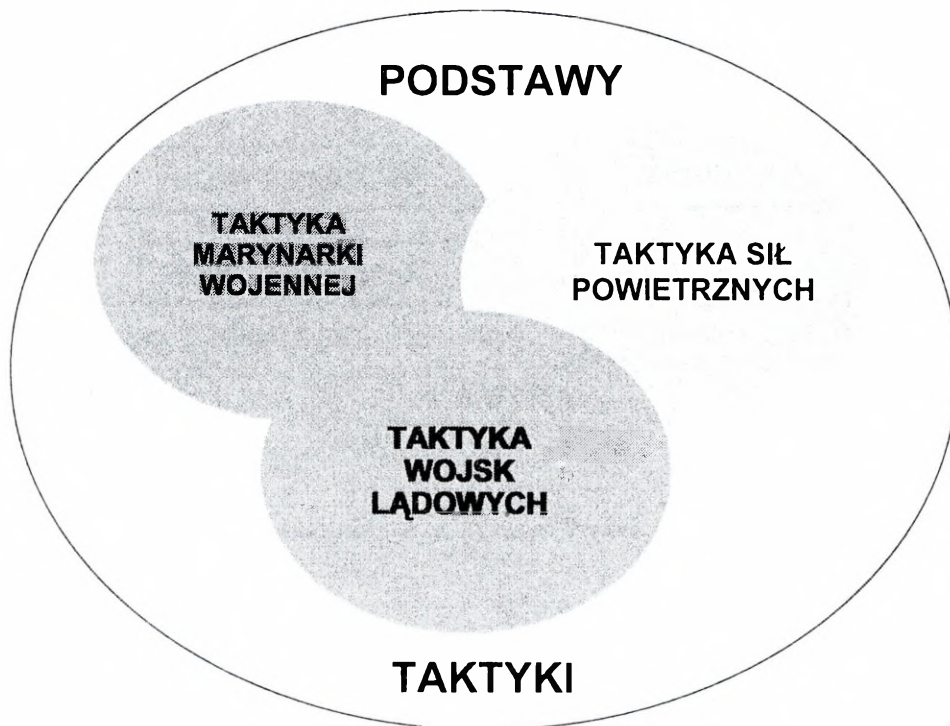 PODSTAWY
TAKTYKA
MARYNARKI
WOJENNEJ
TAKTYKA SIŁ
POWIETRZNYCH
TAKTYKA
WOJSK
LĄDOWYCH
TAKTYKI